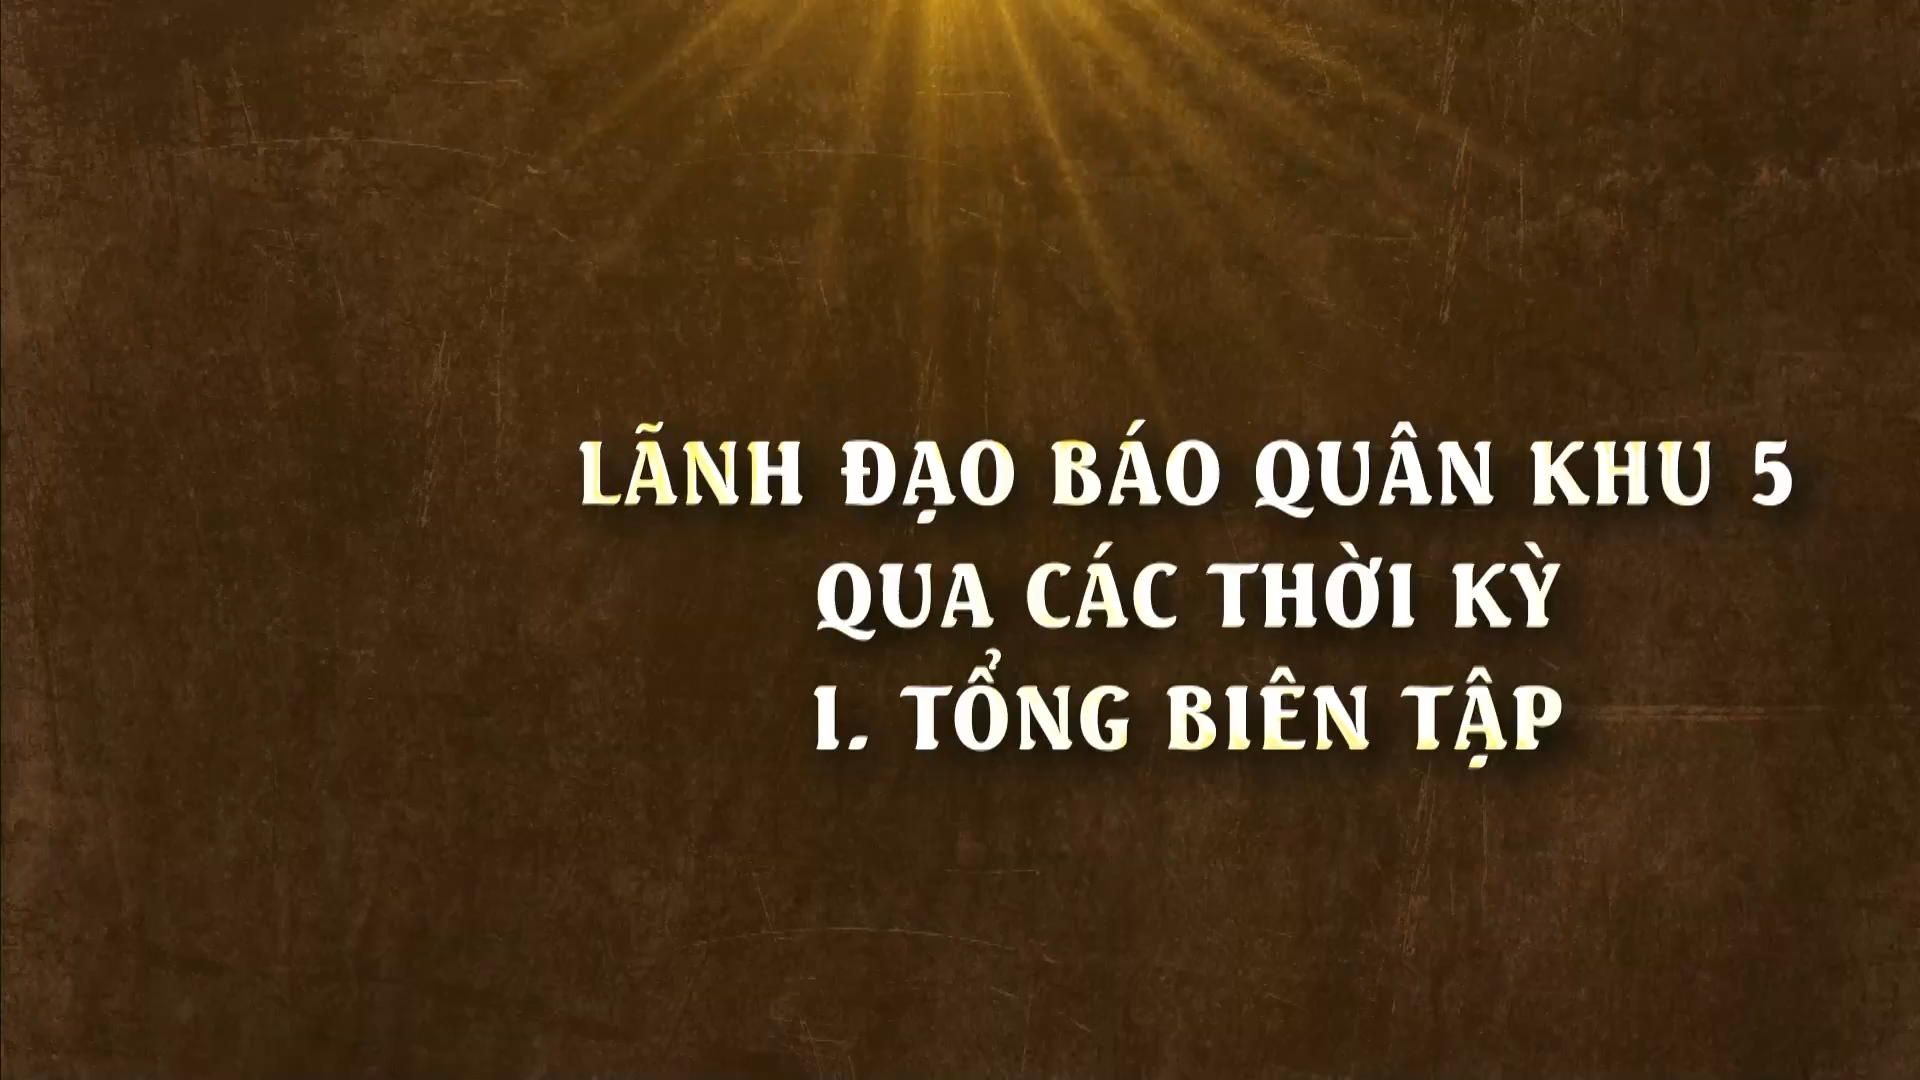 LÃNH ĐẠO BÁO QUÂN KHU 5
QUA CÁC THỜI KỲ
I. TỔNG BIÊN TẬP